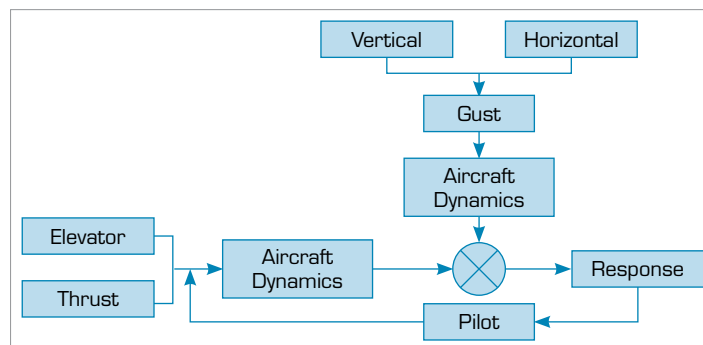 Vertical
Horizontal
Gust
Aircraft
Dynamics
Elevator
Aircraft
Dynamics
Response
Thrust
Pilot